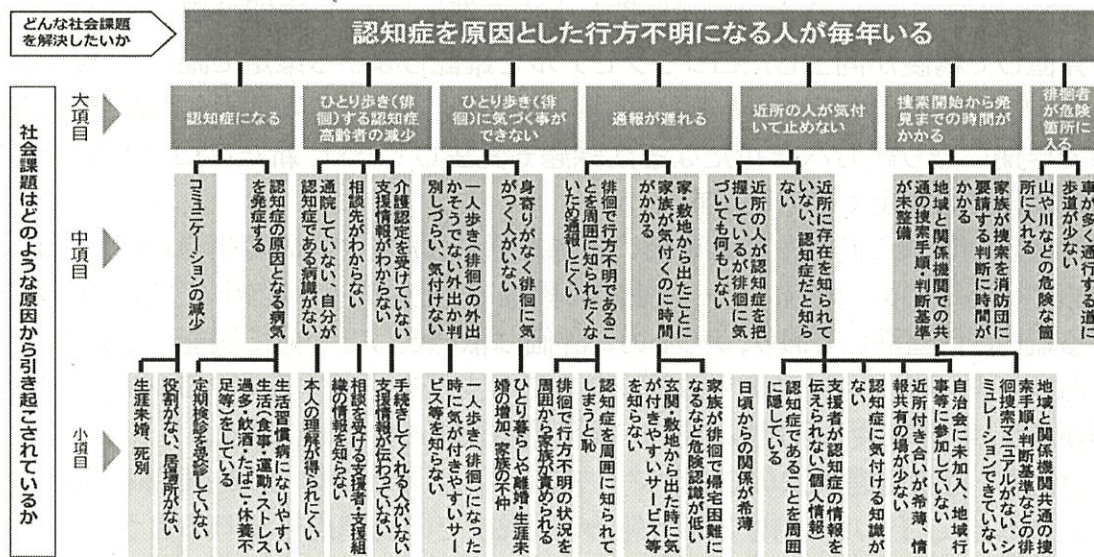 どんな社会課題
を解決したいか
認知症を原因とした行方不明になる人が毎年いる
社会課題はどのような原因から引き起こされているか
大項目
認知症になる
ひとり歩き(徘
徊)する認知症
高齢者の減少
ひとり歩き(徘
徊)に気づく事が
できない
通報が遅れる
近所の人が気付
いて止めない
捜索開始から発
見までの時間が
かかる
徘徊者
が危険
箇所に
入る
中項目
コミュニケーションの減少
認知症の原因となる病気
を発症する
通院していない、自分が
認知症である病識がない
相談先がわからない
介護認定を受けていない
支援情報がわからない
一人歩き(徘徊)の外出
かそうでない外出か判
別しづらい、気付けない
身寄りがなく徘徊に気
がつく人がいない
徘徊で行方不明であるこ
とを周囲に知られたくな
いため通報しにくい
家・敷地から出たことに
家族が気付くのに時間
がかかる
近所の人が認知症を把
握しているが徘徊に気
づいても何もしない
近所に存在を知られて
いない、認知症だと知ら
ない
地域と関係機関での共
通の捜索手順・判断基準
が未整備
家族が捜索を消防団に
要請する判断に時間が
かかる
山や川などの危険な箇
所に入れる
車が多く通行する道に
歩道が少ない
小項目
生涯未婚、死別
役割がない、居場所がない
定期検診を受診していない
生活習慣病になりやすい
生活(食事・運動・ストレス
過多・飲酒・たばこ・休養不
足等)をしている
本人の理解が得られにくい
相談を受ける支援者・支援組
織の情報を知らない
手続きしてくれる人がいない
支援情報が伝わっていない
一人歩き(徘徊)になった
時に気が付きやすいサー
ビス等を知らない
ひとり暮らしや離婚・生涯未
婚の増加、家族の不仲
徘徊で行方不明の状況を
周囲から家族が責められる
認知症を周囲に知られて
しまうと恥
玄関・敷地から出た時に気
が付きやすいサービス等
を知らない
家族が徘徊で帰宅困難に
なるなど危険認識が低い
日頃からの関係が希薄
認知症であることを周囲
に隠している
支援者が認知症の情報を
伝えられない(個人情報)
認知症に気付ける知識が
ない
近所付き合いが希薄、情
報共有の場が少ない
自治会に未加入、地域行
事等に参加していない
地域と関係機関共通の捜
索手順・判断基準などの徘
徊捜索マニュアルがない、シ
ミュレーションできていない